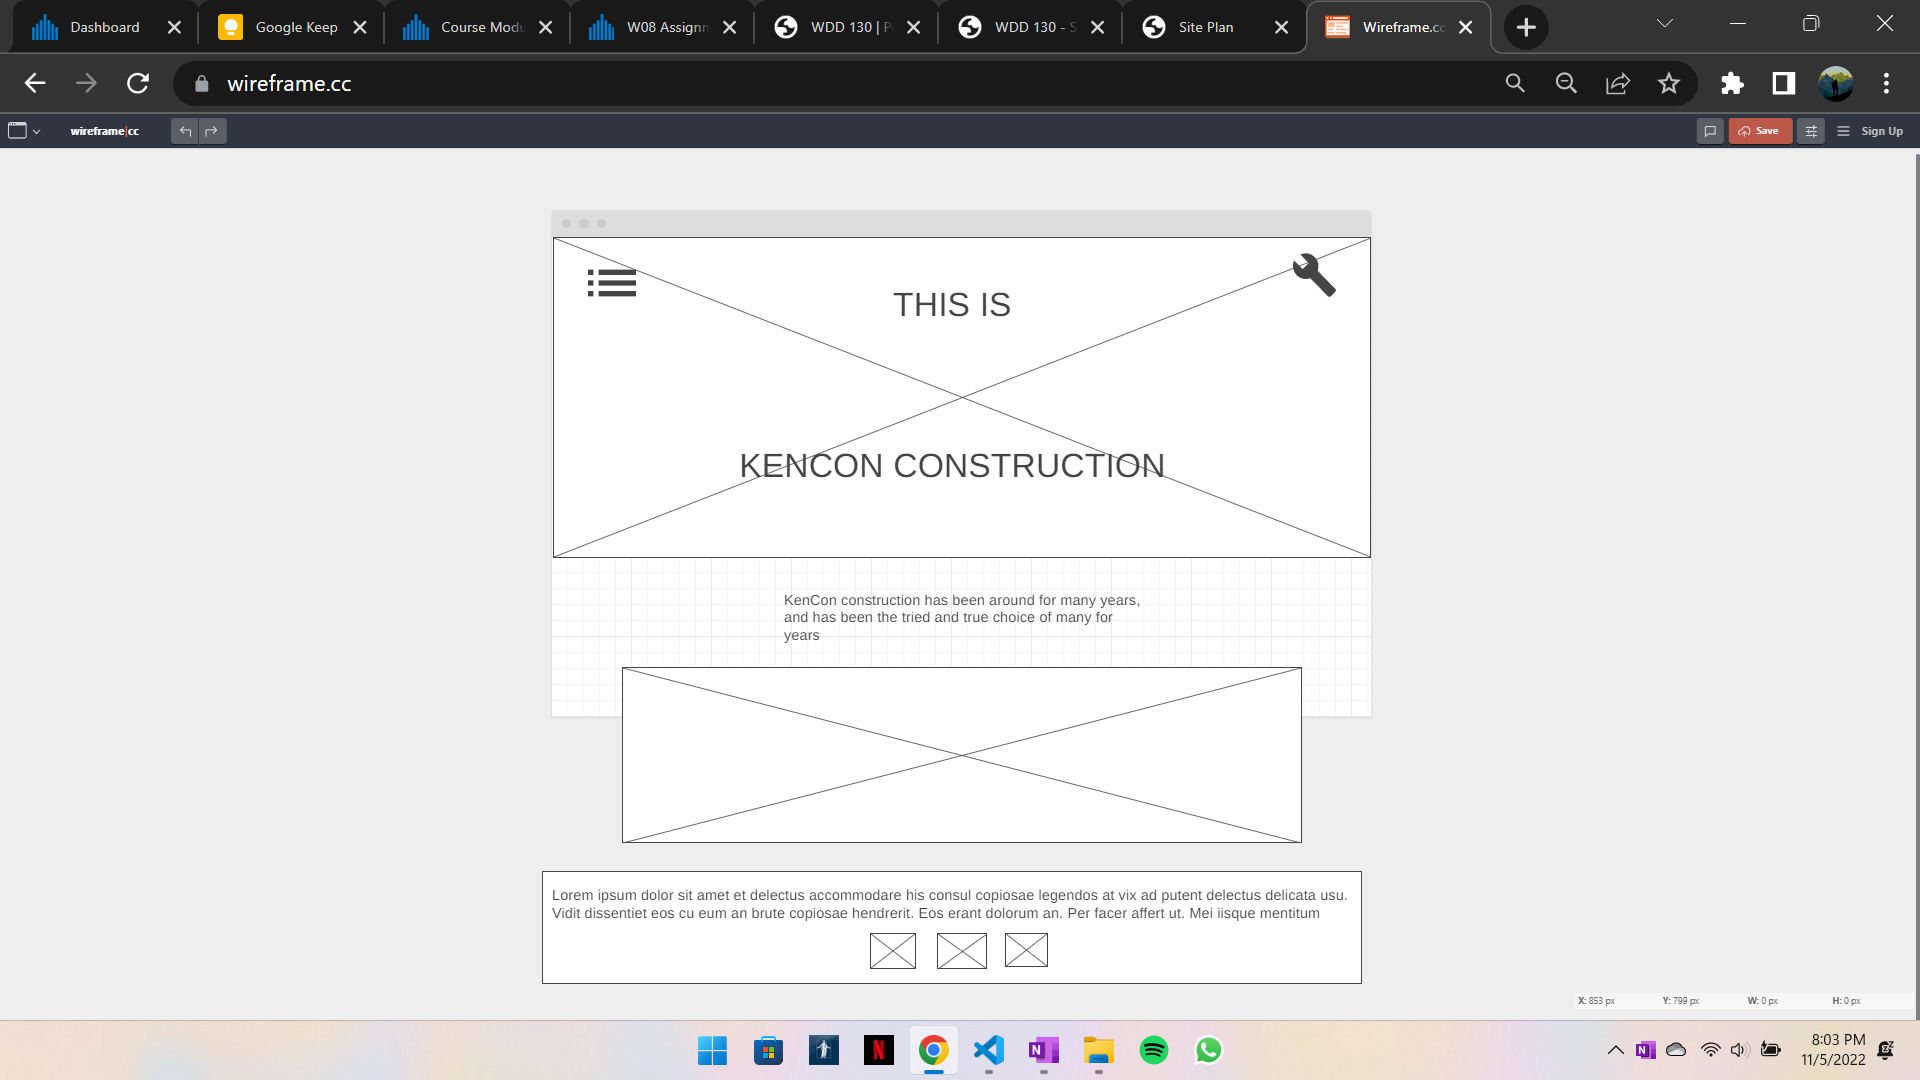 Dashboard
Google Keep
Course Modu
W08 Assignm
WDD 130 | P
WDD 130 - S
Site Plan
Wireframe.cc
wireframe.cc
wireframe|cc
Save
Sign Up
THIS IS
KENCON CONSTRUCTION
KenCon construction has been around for many years,
and has been the tried and true choice of many for
years
Lorem ipsum dolor sit amet et delectus accommodare his consul copiosae legendos at vix ad putent delectus delicata usu.
Vidit dissentiet eos cu eum an brute copiosae hendrerit. Eos erant dolorum an. Per facer affert ut. Mei iisque mentitum
X: 853 px Y: 799 px W: 0 px H: 0 px
8:03 PM
11/5/2022